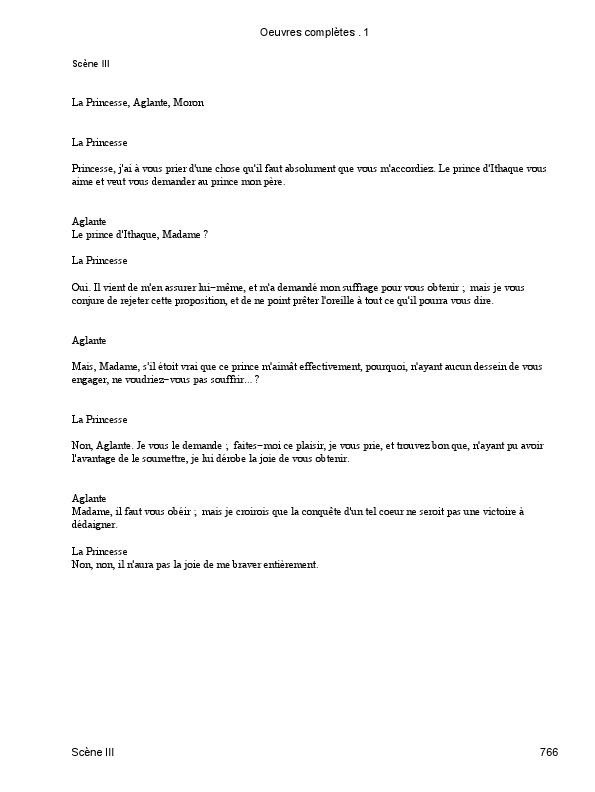 Oeuvres complètes . 1
Scène III
La Princesse, Aglante, Moron
La Princesse
Princesse, j'ai à vous prier d'une chose qu'il faut absolument que vous m'accordiez. Le prince d'Ithaque vous
aime et veut vous demander au prince mon père.
Aglante
Le prince d'Ithaque, Madame ?
La Princesse
Oui. Il vient de m'en assurer lui−même, et m'a demandé mon suffrage pour vous obtenir ;  mais je vous
conjure de rejeter cette proposition, et de ne point prêter l'oreille à tout ce qu'il pourra vous dire.
Aglante
Mais, Madame, s'il étoit vrai que ce prince m'aimât effectivement, pourquoi, n'ayant aucun dessein de vous
engager, ne voudriez−vous pas souffrir... ?
La Princesse
Non, Aglante. Je vous le demande ;  faites−moi ce plaisir, je vous prie, et trouvez bon que, n'ayant pu avoir
l'avantage de le soumettre, je lui dérobe la joie de vous obtenir.
Aglante
Madame, il faut vous obéir ;  mais je croirois que la conquête d'un tel coeur ne seroit pas une victoire à
dédaigner.
La Princesse
Non, non, il n'aura pas la joie de me braver entièrement.
Scène III
766